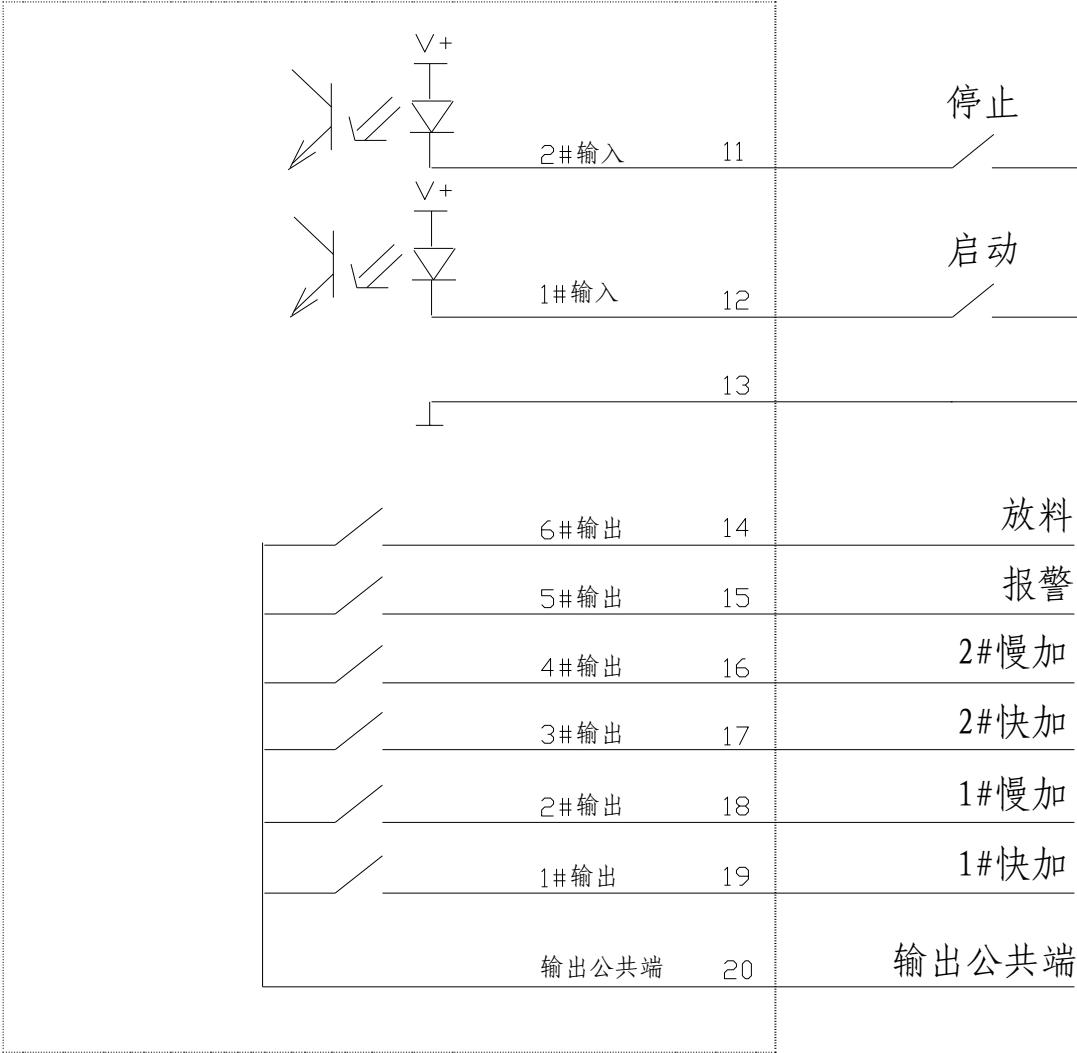 V+
停止
2#输入 11
V+
启动
1#输入 12
13
6#输出 14 放料
5#输出 15 报警
4#输出 16 2#慢加
3#输出 17 2#快加
2#输出 18 1#慢加
1#输出 19 1#快加
输出公共端 20 输出公共端